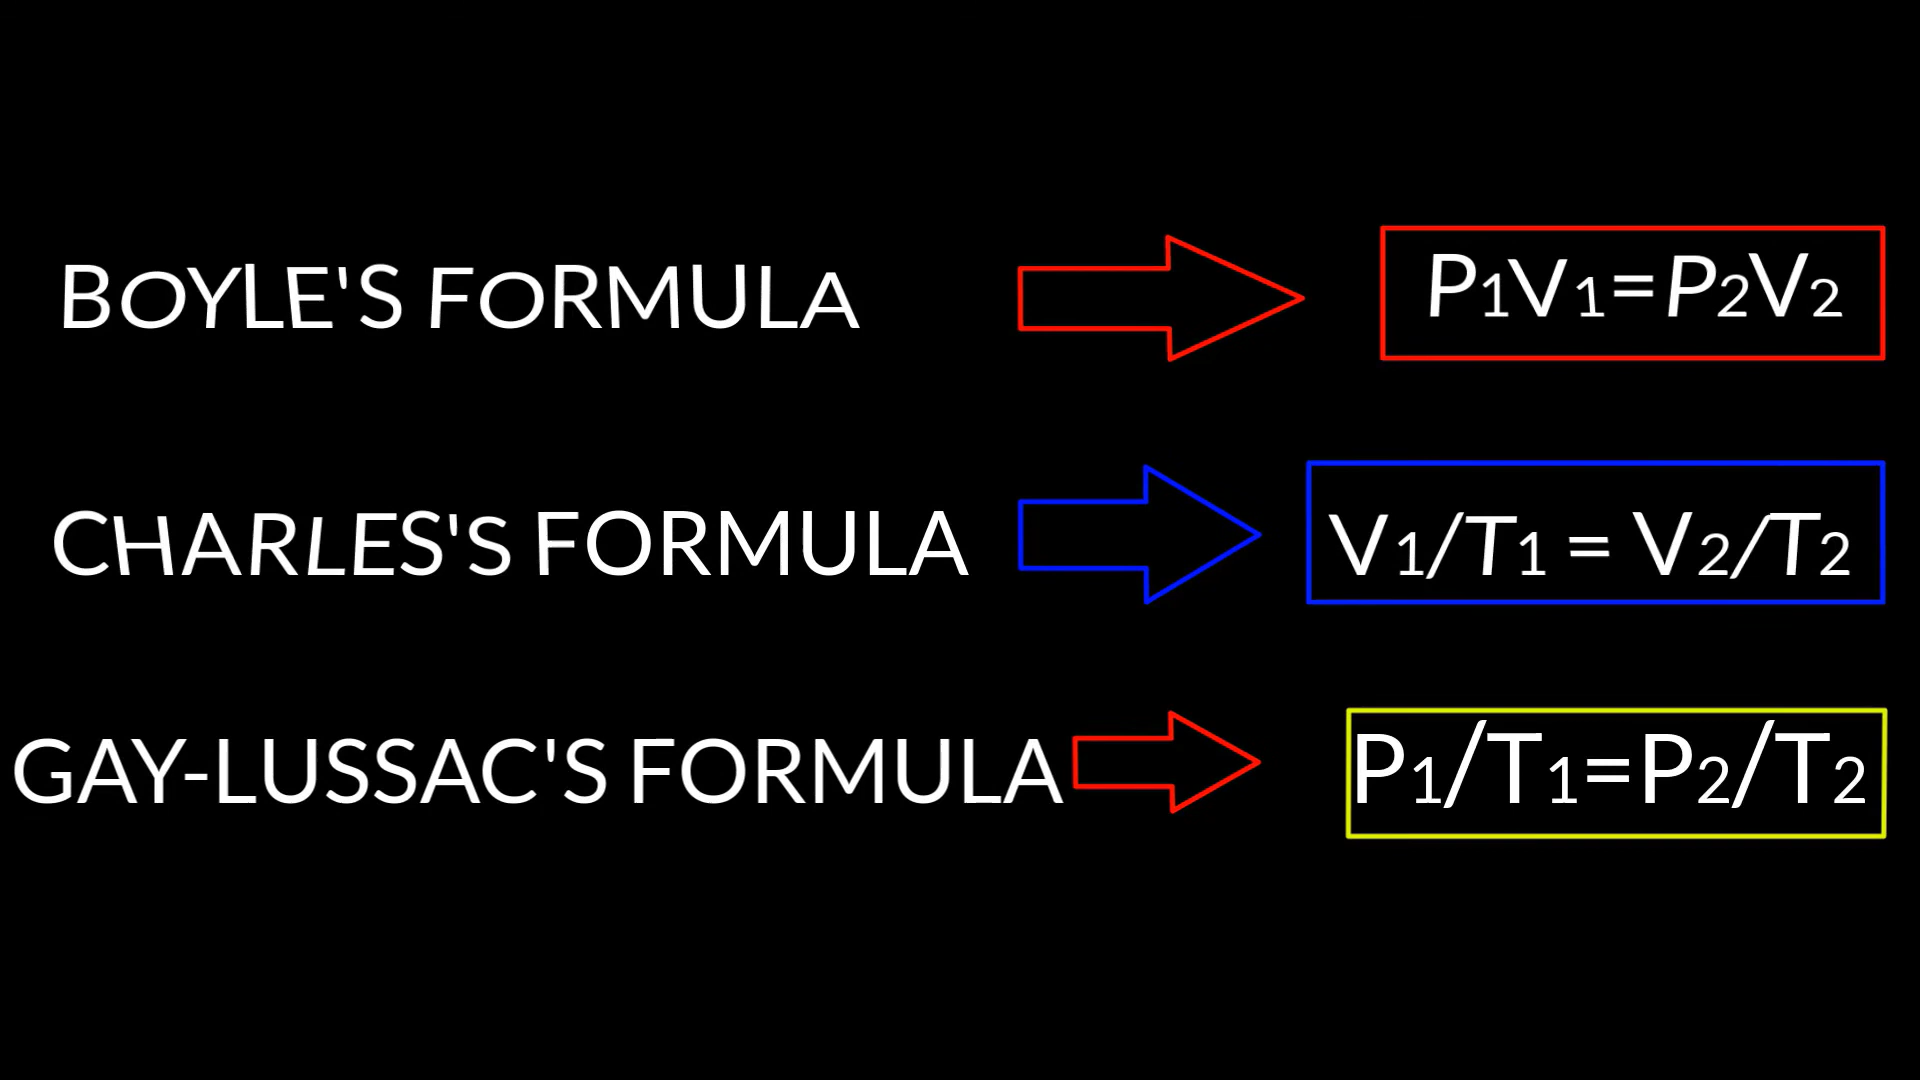 BOYLE'S FORMULA P1V1=P2V2
CHARLES'S FORMULA V1/T1 = V2/T2
GAY-LUSSAC'S FORMULA P1/T1=P2/T2